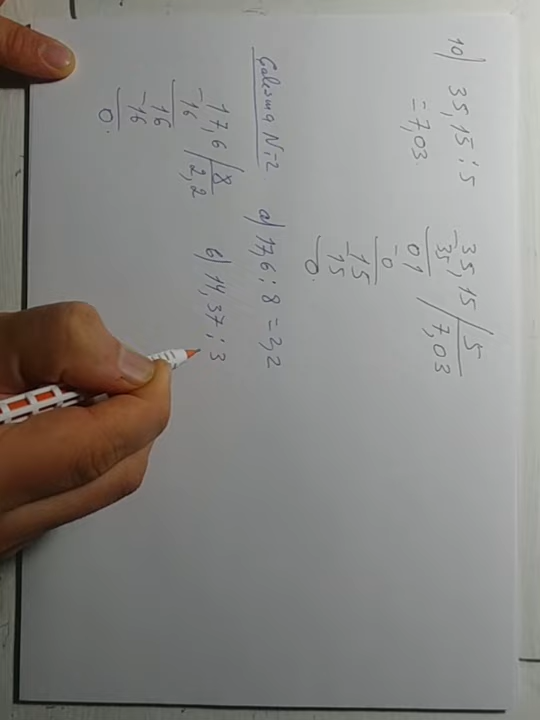 10) 35,15 : 5
= 7,03.
-35,15 / 5
35 7,03
01
-0
-15
15
0.
Çalışma N:2
а) 17,6 : 8 = 2,2
-17,6 / 8
-16 2,2
16
-16
0.
б) 14,37 : 3